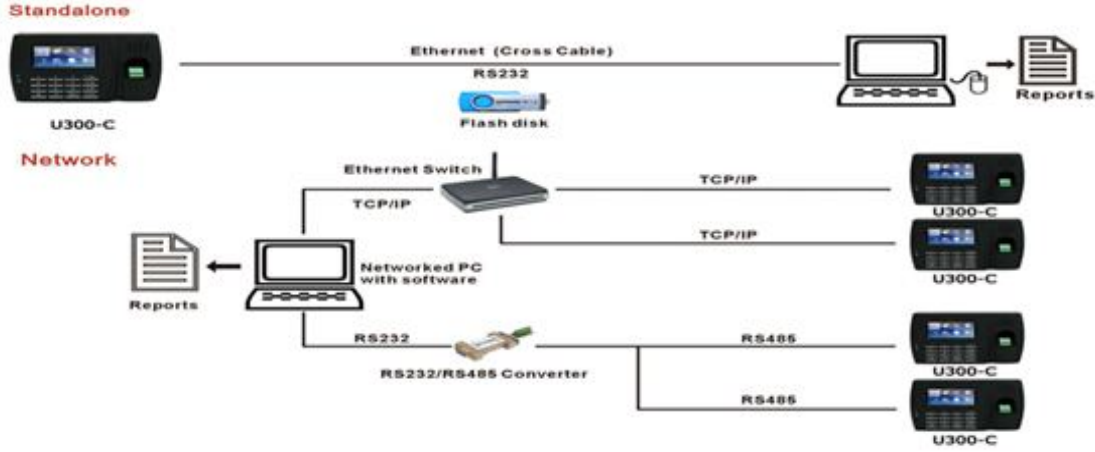 Standalone
Ethernet (Cross Cable)
RS232
Reports
U300-C
Flash disk
Network
Ethernet Switch
TCP/IP
TCP/IP
U300-C
TCP/IP
U300-C
Networked PC
with software
Reports
RS232
RS485
U300-C
RS232/RS485 Converter
RS485
U300-C